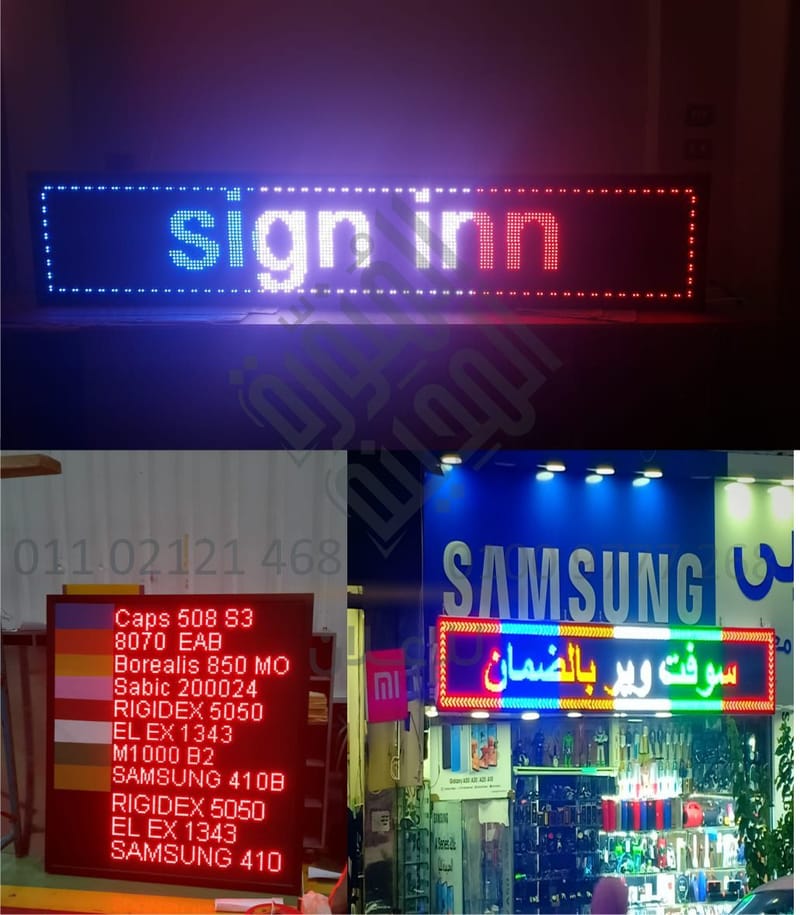 sign inn
011 02121 468
Caps 508 S3
8070 EAB
Borealis 850 MO
Sabic 200024
RIGIDEX 5050
EL EX 1343
M1000 B2
SAMSUNG 410B
RIGIDEX 5050
EL EX 1343
SAMSUNG 410
SAMSUNG
سوفت وير بالضمان
mi